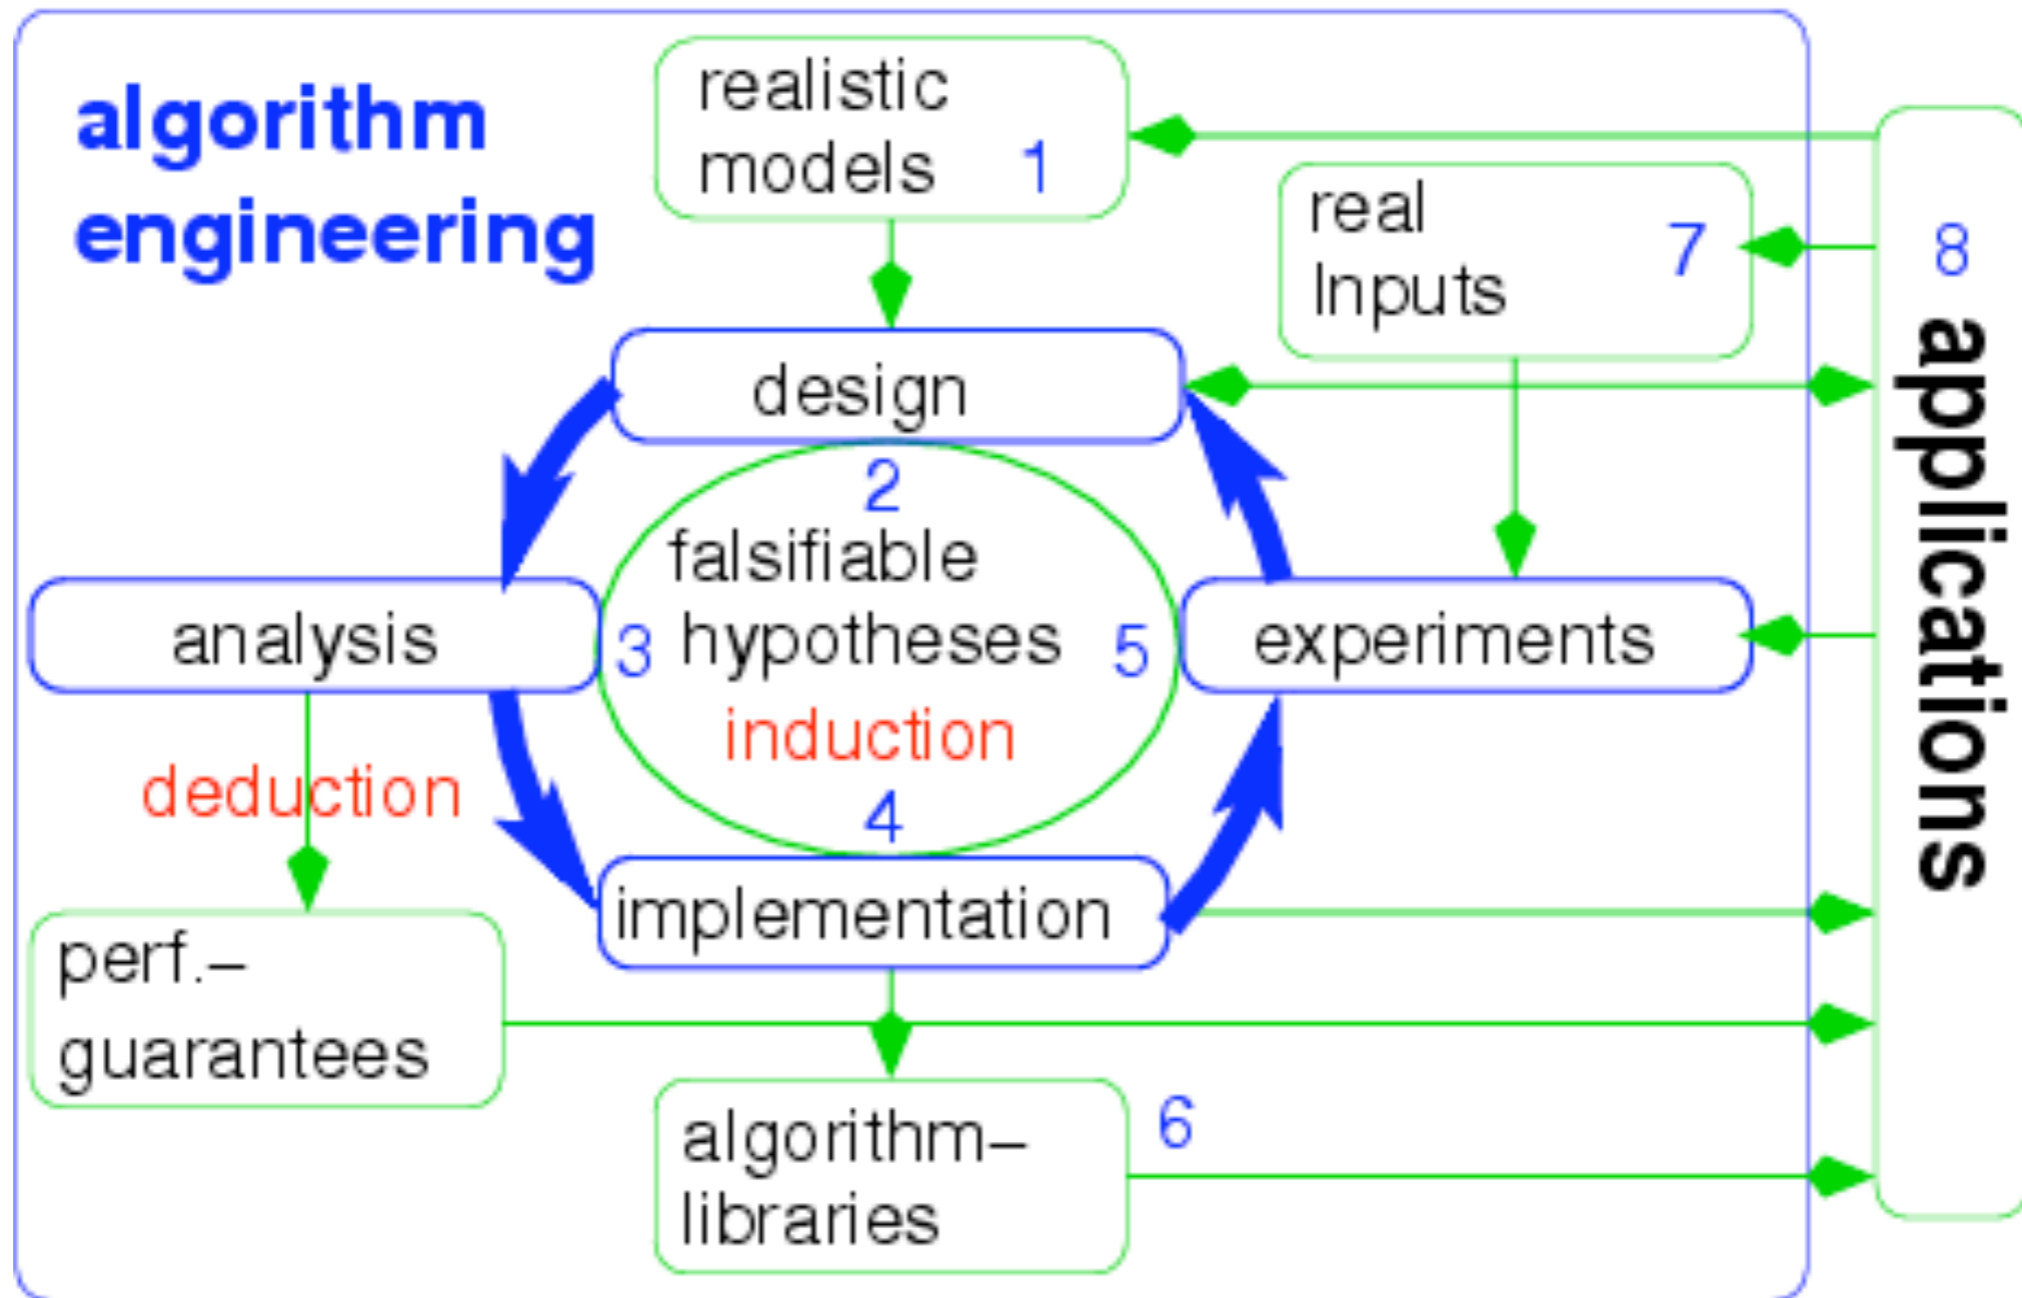 algorithm
engineering
realistic
models 1
real
Inputs 7
8
applications
design
2
falsifiable
hypotheses
induction
3
5
4
analysis
experiments
deduction
implementation
perf.–
guarantees
algorithm–
libraries
6